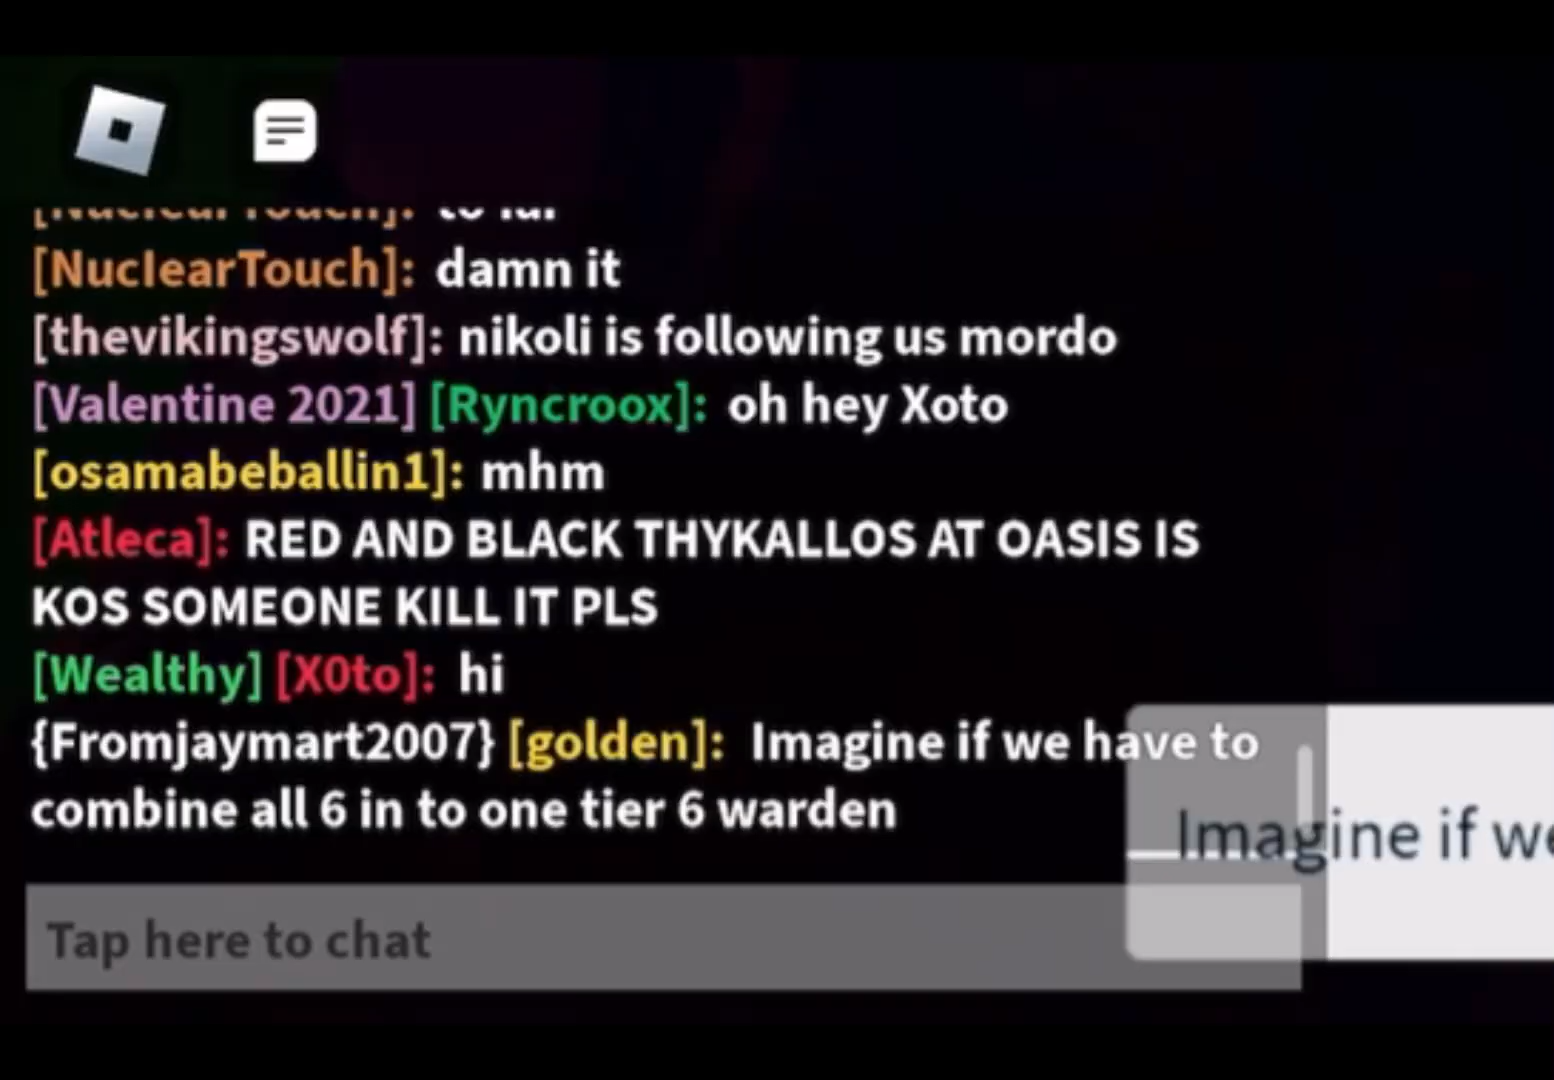 [NuclearTouch]: to
[NuclearTouch]: damn it
[thevikingswolf]: nikoli is following us mordo
[Valentine 2021] [Ryncroox]: oh hey Xoto
[osamabeballin1]: mhm
[Atleca]: RED AND BLACK THYKALLOS AT OASIS IS
KOS SOMEONE KILL IT PLS
[Wealthy] [X0to]: hi
{Fromjaymart2007} [golden]: Imagine if we have to
combine all 6 in to one tier 6 warden
Imagine if we
Tap here to chat